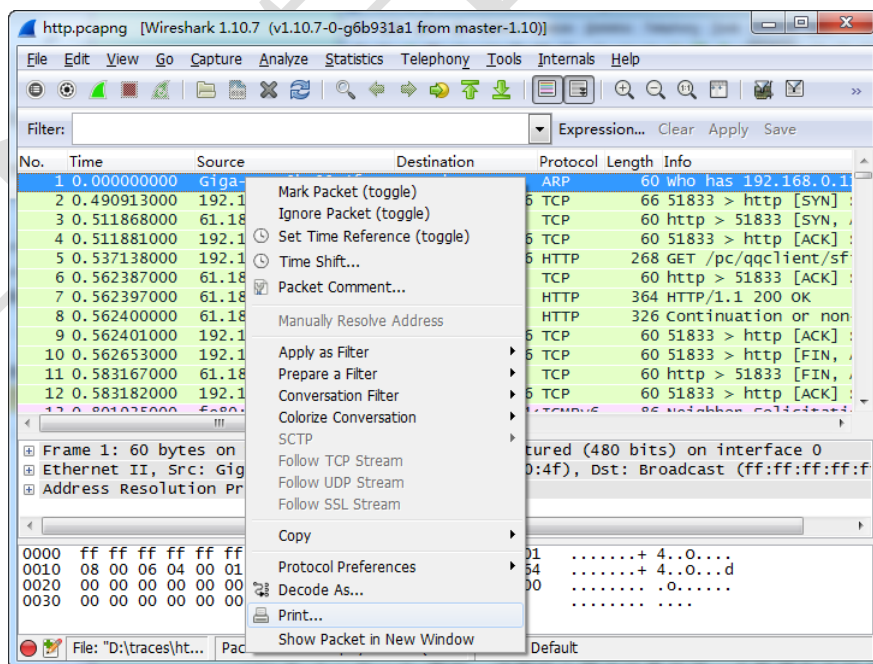 http.pcapng [Wireshark 1.10.7 (v1.10.7-0-g6b931a1 from master-1.10)]
File Edit View Go Capture Analyze Statistics Telephony Tools Internals Help
Filter: Expression... Clear Apply Save
No. Time Source Destination Protocol Length Info
1 0.000000000 Giga- ARP 60 Who has 192.168.0.1
2 0.490913000 192.1 6 TCP 66 51833 > http [SYN]
3 0.511868000 61.18 TCP 60 http > 51833 [SYN,
4 0.511881000 192.1 6 TCP 60 51833 > http [ACK]
5 0.537138000 192.1 6 HTTP 268 GET /pc/qqclient/sf
6 0.562387000 61.18 TCP 60 http > 51833 [ACK]
7 0.562397000 61.18 HTTP 364 HTTP/1.1 200 OK
8 0.562400000 61.18 HTTP 326 Continuation or non
9 0.562401000 192.1 6 TCP 60 51833 > http [ACK]
10 0.562653000 192.1 6 TCP 60 51833 > http [FIN,
11 0.583167000 61.18 TCP 60 http > 51833 [FIN,
12 0.583182000 192.1 6 TCP 60 51833 > http [ACK]
Mark Packet (toggle)
Ignore Packet (toggle)
Set Time Reference (toggle)
Time Shift...
Packet Comment...
Manually Resolve Address
Apply as Filter
Prepare a Filter
Conversation Filter
Colorize Conversation
SCTP
Follow TCP Stream
Follow UDP Stream
Follow SSL Stream
Copy
Protocol Preferences
Decode As...
Print...
Show Packet in New Window
Frame 1: 60 bytes on tured (480 bits) on interface 0
Ethernet II, Src: Gig 0:4f), Dst: Broadcast (ff:ff:ff:ff:f
Address Resolution Pr
0000 ff ff ff ff ff ff 01 .......+ 4..O....
0010 08 00 06 04 00 01 64 .......+ 4..O...d
0020 00 00 00 00 00 00 00 ........ .O......
0030 00 00 00 00 00 00 ........ ....
File: "D:\traces\ht... Pac Default